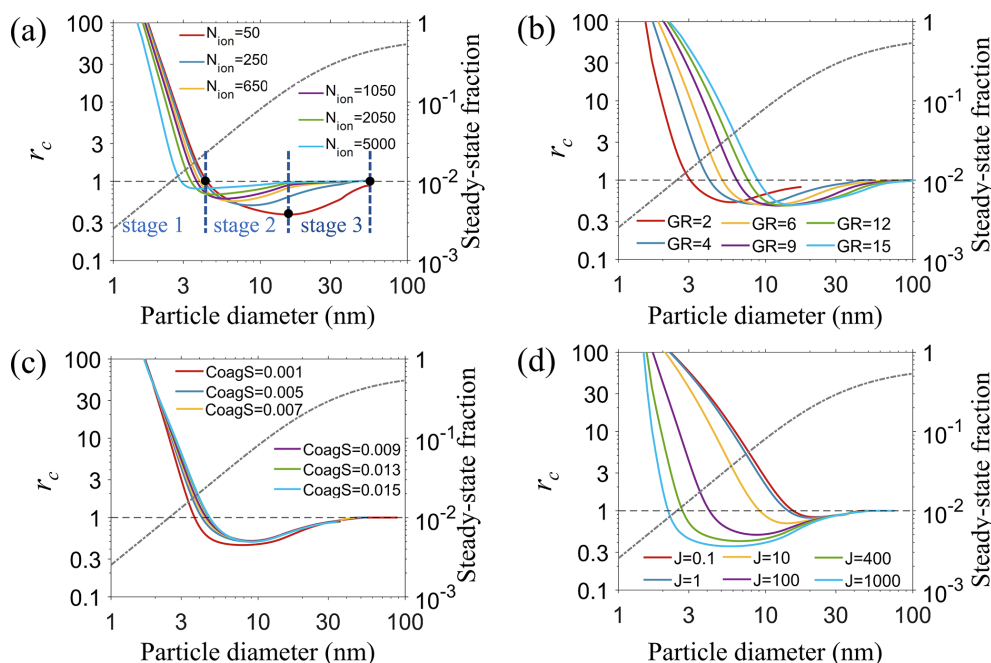 (a)
100
30
10
3
1
0.3
0.1
r_c
N_ion=50
N_ion=250
N_ion=650
N_ion=1050
N_ion=2050
N_ion=5000
stage 1
stage 2
stage 3
1
10^-1
10^-2
10^-3
Steady-state fraction
1 3 10 30 100
Particle diameter (nm)
(b)
100
30
10
3
1
0.3
0.1
r_c
GR=2 GR=6 GR=12
GR=4 GR=9 GR=15
1
10^-1
10^-2
10^-3
Steady-state fraction
1 3 10 30 100
Particle diameter (nm)
(c)
100
30
10
3
1
0.3
0.1
r_c
CoagS=0.001
CoagS=0.005
CoagS=0.007
CoagS=0.009
CoagS=0.013
CoagS=0.015
1
10^-1
10^-2
10^-3
Steady-state fraction
1 3 10 30 100
Particle diameter (nm)
(d)
100
30
10
3
1
0.3
0.1
r_c
J=0.1 J=10 J=400
J=1 J=100 J=1000
1
10^-1
10^-2
10^-3
Steady-state fraction
1 3 10 30 100
Particle diameter (nm)